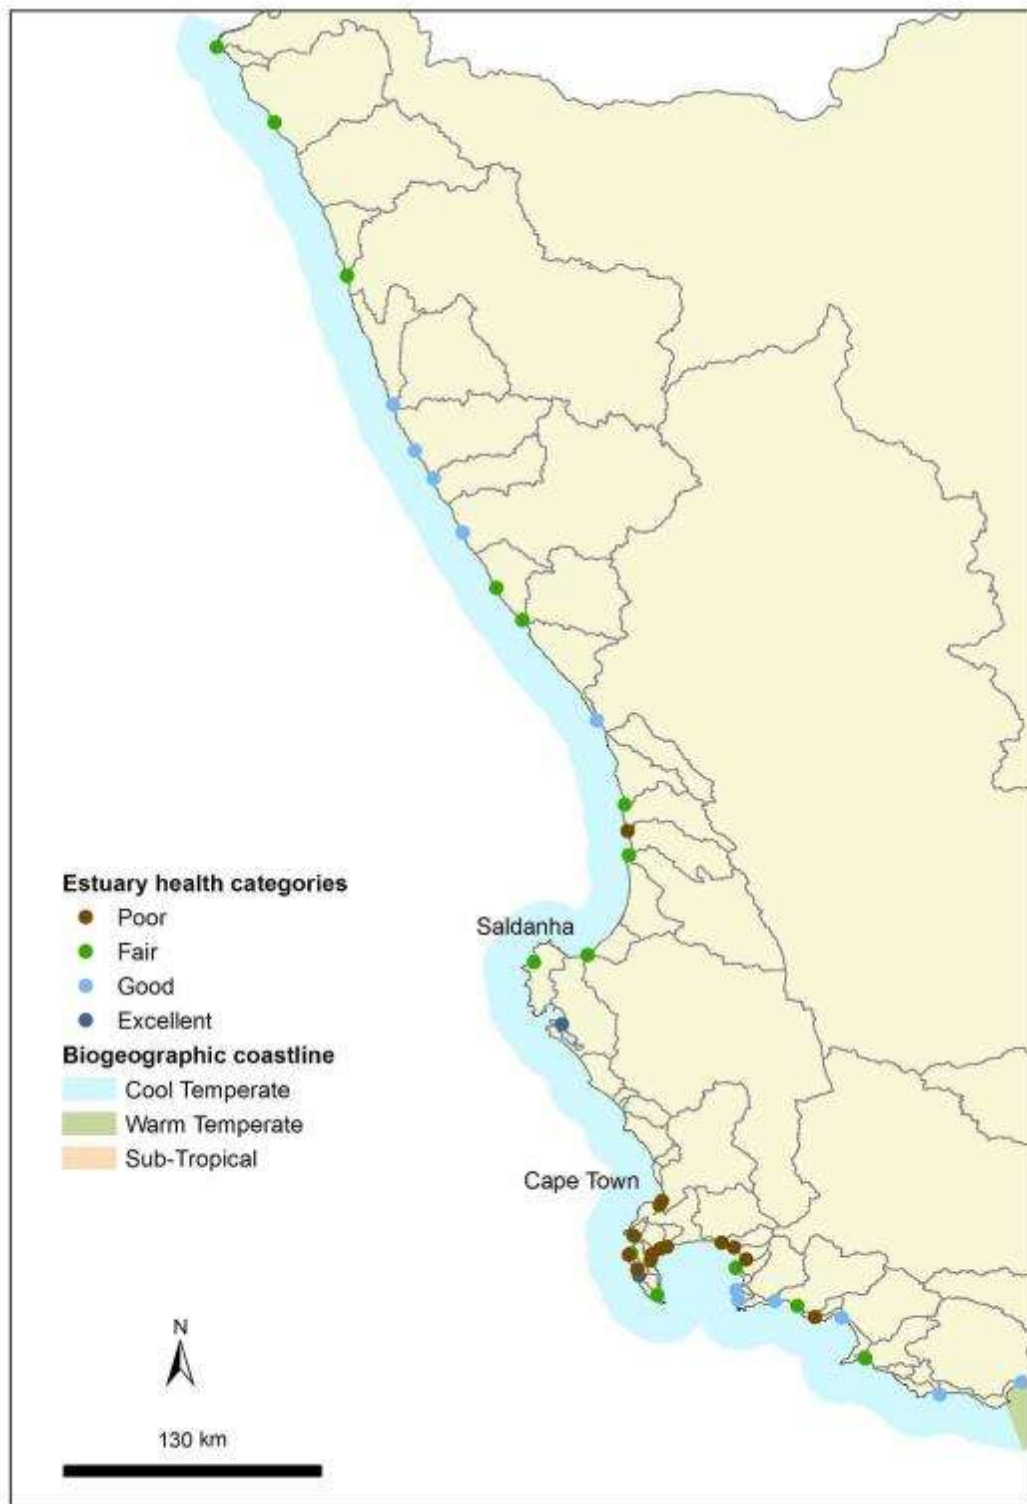 Estuary health categories
Poor
Fair
Good
Excellent
Biogeographic coastline
Cool Temperate
Warm Temperate
Sub-Tropical
Saldanha
Cape Town
N
130 km